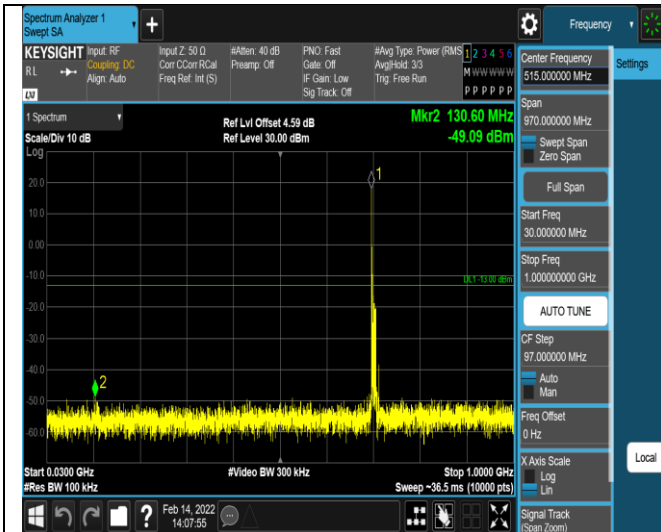 Spectrum Analyzer 1
Swept SA
Frequency
KEYSIGHT
RL
LXI
Input: RF
Coupling: DC
Align: Auto
Input Z: 50 Ω
Corr CCorr RCal
Freq Ref: Int (S)
#Atten: 40 dB
Preamp: Off
PNO: Fast
Gate: Off
IF Gain: Low
Sig Track: Off
#Avg Type: Power (RMS
Avg|Hold: 3/3
Trig: Free Run
1 2 3 4 5 6
M W W W W W
P P P P P P
Center Frequency
515.000000 MHz
Settings
1 Spectrum
Scale/Div 10 dB
Log
Ref Lvl Offset 4.59 dB
Ref Level 30.00 dBm
Mkr2 130.60 MHz
-49.09 dBm
Span
970.000000 MHz
Swept Span
Zero Span
Full Span
Start Freq
30.000000 MHz
Stop Freq
1.000000000 GHz
AUTO TUNE
CF Step
97.000000 MHz
Auto
Man
Freq Offset
0 Hz
X Axis Scale
Log
Lin
Local
Signal Track
(Span Zoom)
1
20.0
10.0
0.00
-10.0
DL1 -13.00 dBm
-20.0
-30.0
-40.0
2
-50.0
-60.0
Start 0.0300 GHz
#Video BW 300 kHz
Stop 1.0000 GHz
#Res BW 100 kHz
Sweep ~36.5 ms (10000 pts)
?
Feb 14, 2022
14:07:55